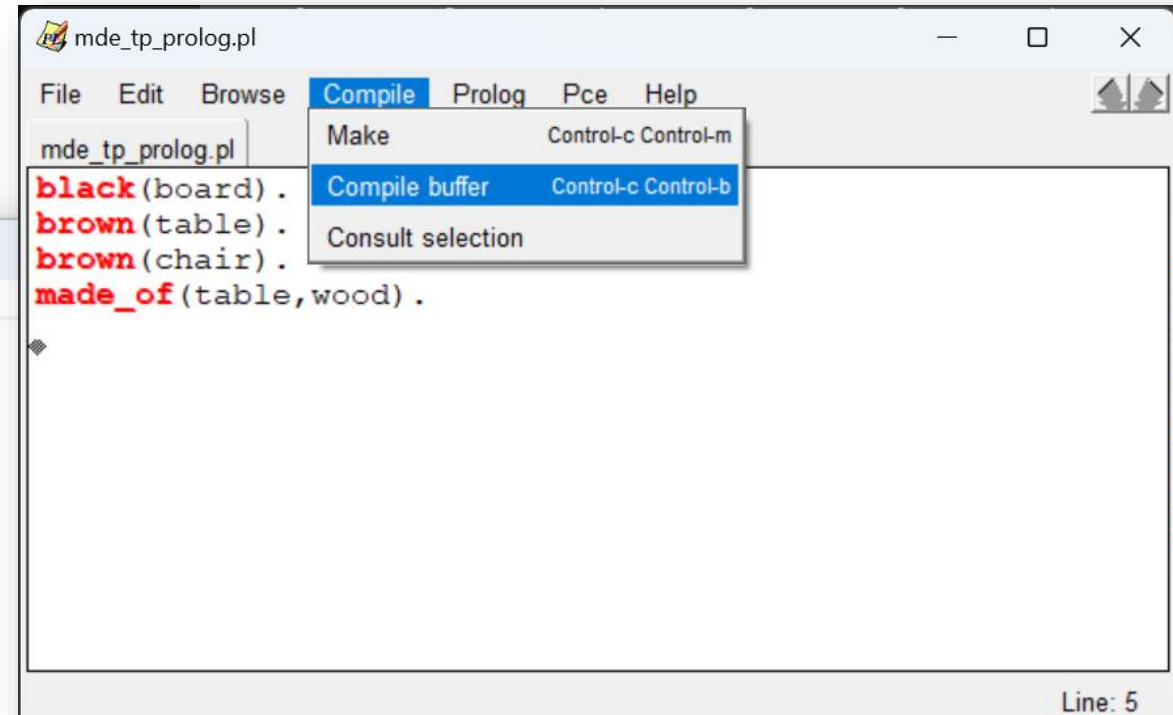 mde_tp_prolog.pl
File Edit Browse Compile Prolog Pce Help
mde_tp_prolog.pl
Make Control-c Control-m
Compile buffer Control-c Control-b
Consult selection
black(board).
brown(table).
brown(chair).
made_of(table,wood).
Line: 5